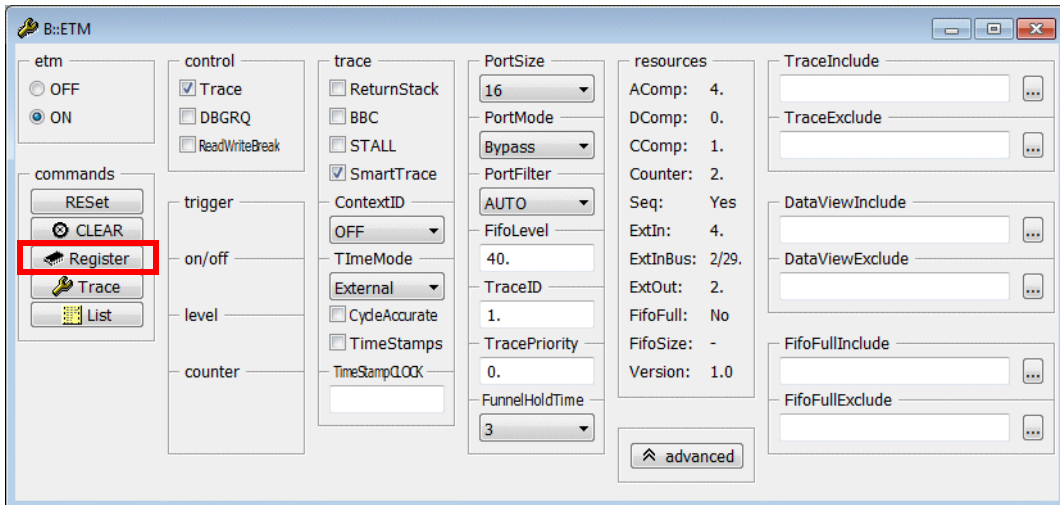 B::ETM
etm
OFF
ON
commands
RESet
CLEAR
Register
Trace
List
control
Trace
DBGRQ
ReadWriteBreak
trigger
on/off
level
counter
trace
ReturnStack
BBC
STALL
SmartTrace
ContextID
OFF
TImeMode
External
CycleAccurate
TimeStamps
TimeStampCLOCK
PortSize
16
PortMode
Bypass
PortFilter
AUTO
FifoLevel
40.
TraceID
1.
TracePriority
0.
FunnelHoldTime
3
resources
AComp: 4.
DComp: 0.
CComp: 1.
Counter: 2.
Seq: Yes
ExtIn: 4.
ExtInBus: 2/29.
ExtOut: 2.
FifoFull: No
FifoSize: -
Version: 1.0
advanced
TraceInclude
...
TraceExclude
...
DataViewInclude
...
DataViewExclude
...
FifoFullInclude
...
FifoFullExclude
...